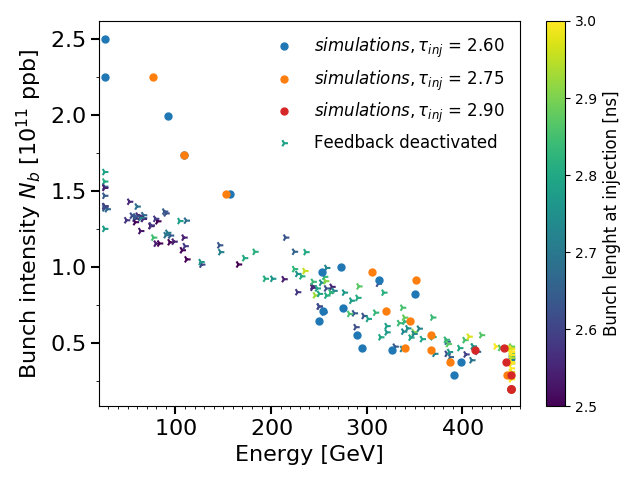 2.5
2.0
1.5
1.0
0.5
Bunch intensity N_b [10^11 ppb]
100
200
300
400
Energy [GeV]
simulations, τ_inj = 2.60
simulations, τ_inj = 2.75
simulations, τ_inj = 2.90
Feedback deactivated
3.0
2.9
2.8
2.7
2.6
2.5
Bunch lenght at injection [ns]